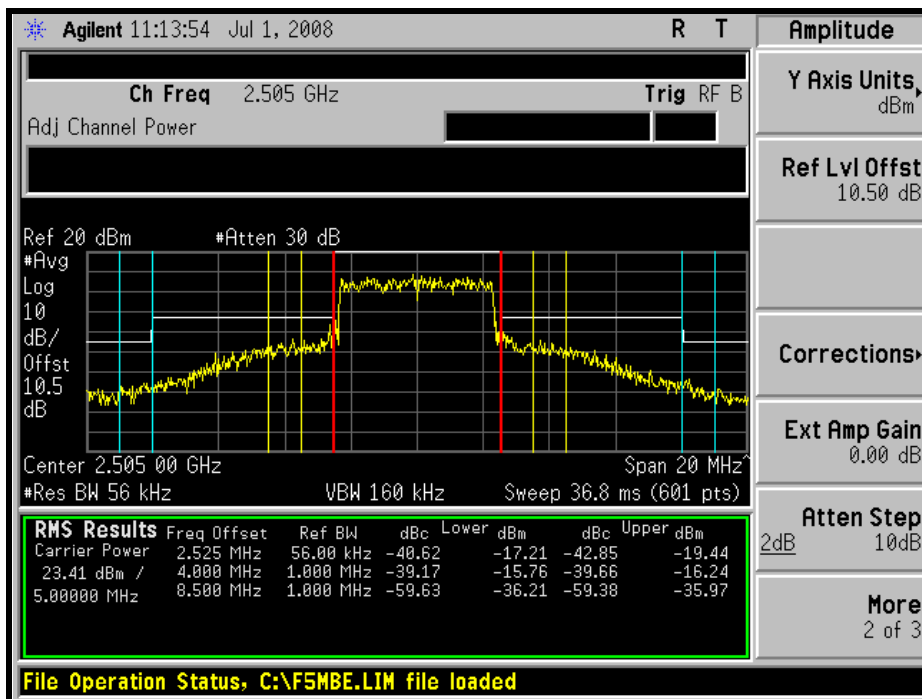 Agilent 11:13:54 Jul 1, 2008 R T
Ch Freq 2.505 GHz Trig RF B
Adj Channel Power
Ref 20 dBm #Atten 30 dB
#Avg
Log
10
dB/
Offst
10.5
dB
Center 2.505 00 GHz Span 20 MHz^
#Res BW 56 kHz VBW 160 kHz Sweep 36.8 ms (601 pts)
RMS Results Freq Offset Ref BW dBc Lower dBm dBc Upper dBm
Carrier Power 2.525 MHz 56.00 kHz -40.62 -17.21 -42.85 -19.44
23.41 dBm / 4.000 MHz 1.000 MHz -39.17 -15.76 -39.66 -16.24
5.00000 MHz 8.500 MHz 1.000 MHz -59.63 -36.21 -59.38 -35.97
File Operation Status, C:\F5MBE.LIM file loaded
Amplitude
Y Axis Units
dBm
Ref Lvl Offst
10.50 dB
Corrections
Ext Amp Gain
0.00 dB
Atten Step
2dB 10dB
More
2 of 3